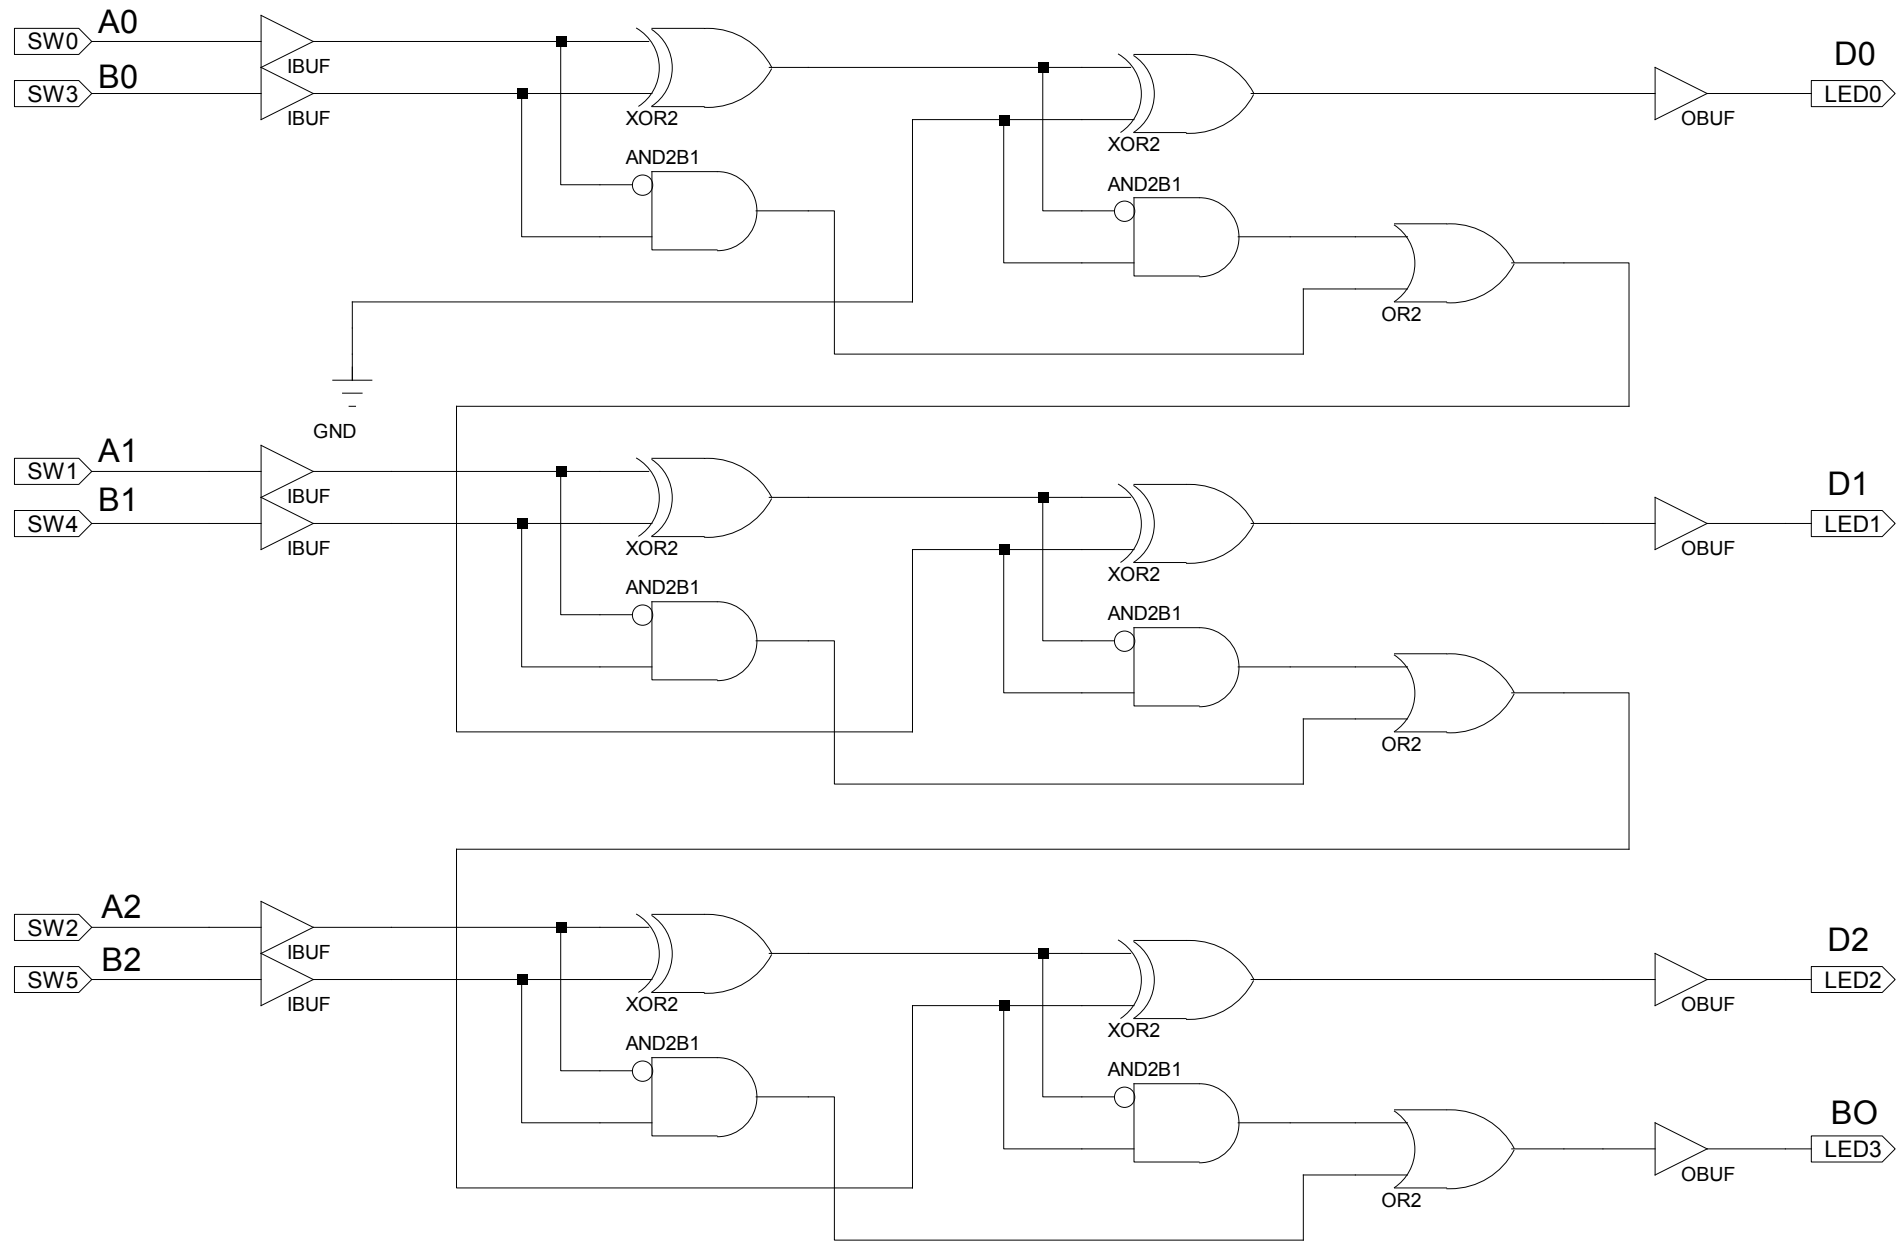 A0
SW0
IBUF
B0
SW3
IBUF
XOR2
AND2B1
XOR2
AND2B1
OR2
OBUF
D0
LED0
GND
A1
SW1
IBUF
B1
SW4
IBUF
XOR2
AND2B1
XOR2
AND2B1
OR2
OBUF
D1
LED1
A2
SW2
IBUF
B2
SW5
IBUF
XOR2
AND2B1
XOR2
AND2B1
OR2
OBUF
D2
LED2
OBUF
BO
LED3